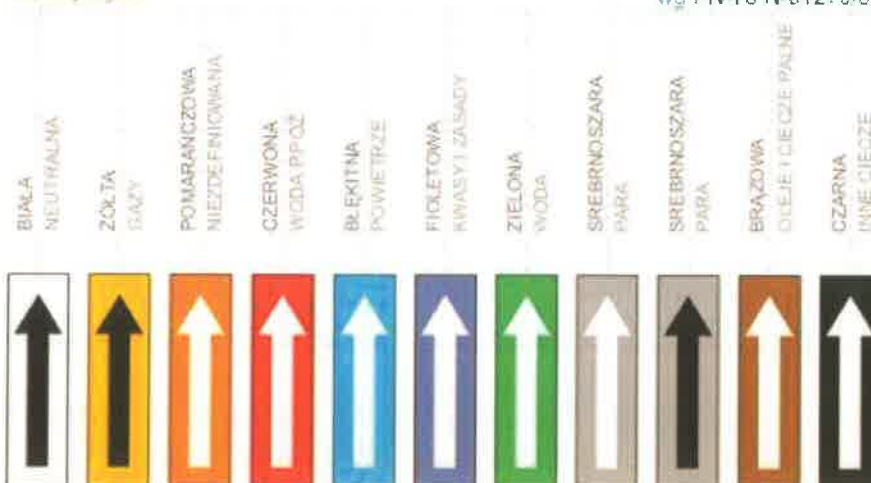 BIAŁA
NEUTRALNA
ŻÓŁTA
GAZY
POMARAŃCZOWA
NIEZDEFINIOWANA
CZERWONA
WODA PPOŻ
BŁĘKITNA
POWIETRZE
FIOLETOWA
KWASY I ZASADY
ZIELONA
WODA
SREBRNOSZARA
PARA
SREBRNOSZARA
PARA
BRĄZOWA
OLEJE I CIECZE PALNE
CZARNA
INNE CIECZE